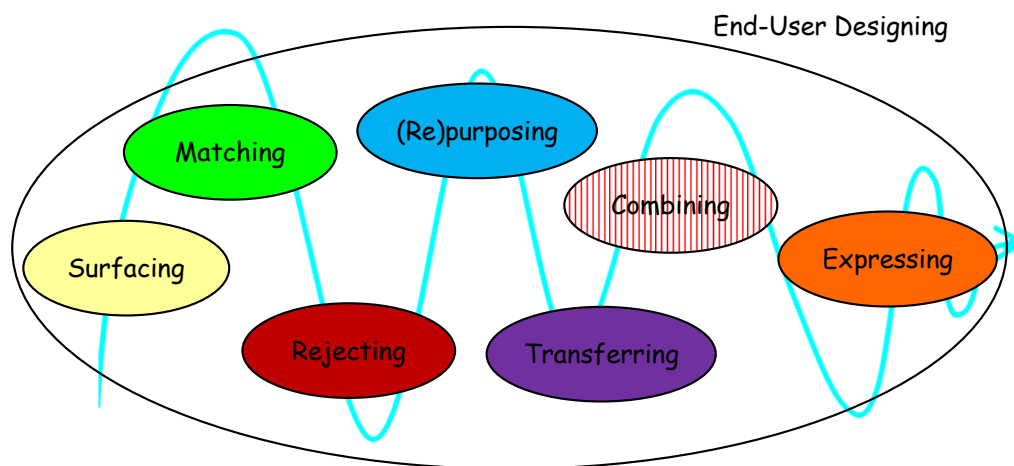 End-User Designing
Matching
(Re)purposing
Combining
Surfacing
Expressing
Rejecting
Transferring